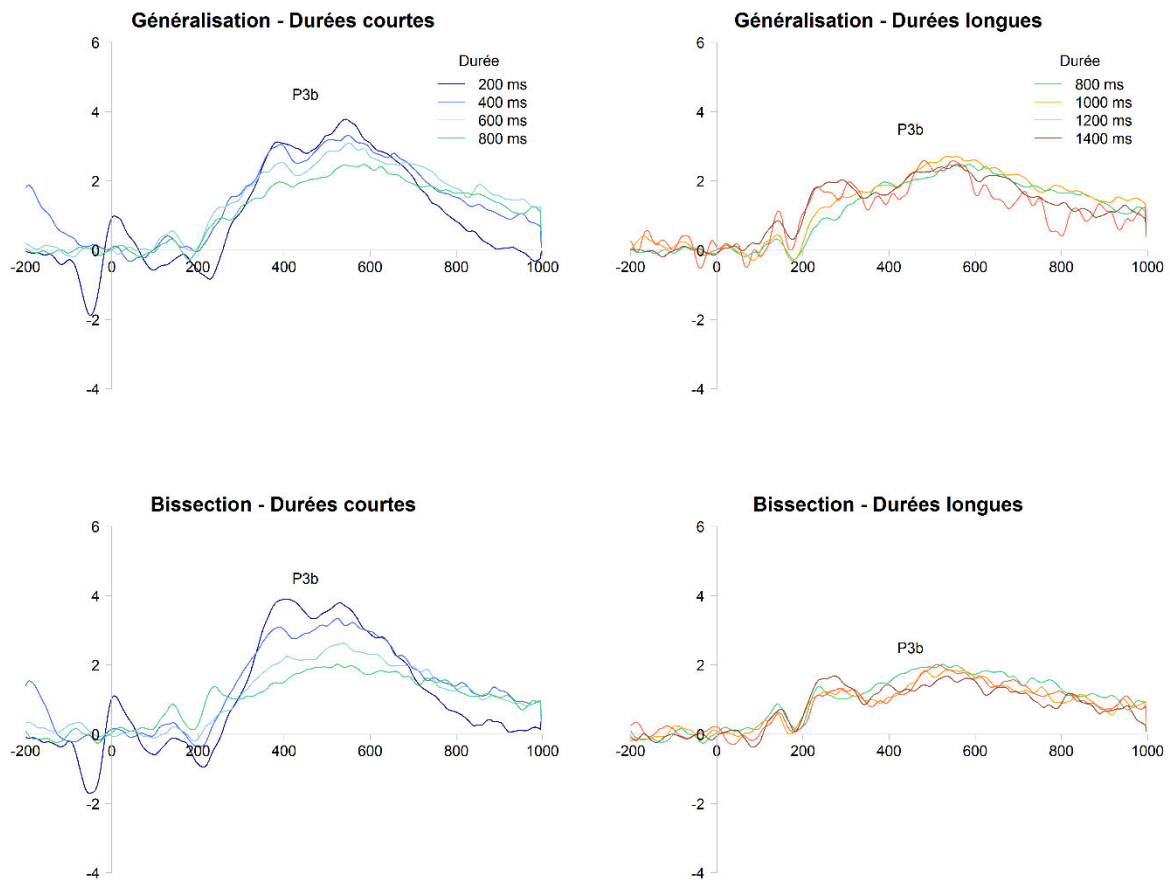 Généralisation - Durées courtes
6
Durée
200 ms
4
P3b
400 ms
600 ms
800 ms
2
0
-200 0 200 400 600 800 1000
-2
-4
Généralisation - Durées longues
6
Durée
800 ms
4
1000 ms
P3b
1200 ms
1400 ms
2
0
-200 0 200 400 600 800 1000
-2
-4
Bissection - Durées courtes
6
P3b
4
2
0
-200 0 200 400 600 800 1000
-2
-4
Bissection - Durées longues
6
4
P3b
2
0
-200 0 200 400 600 800 1000
-2
-4